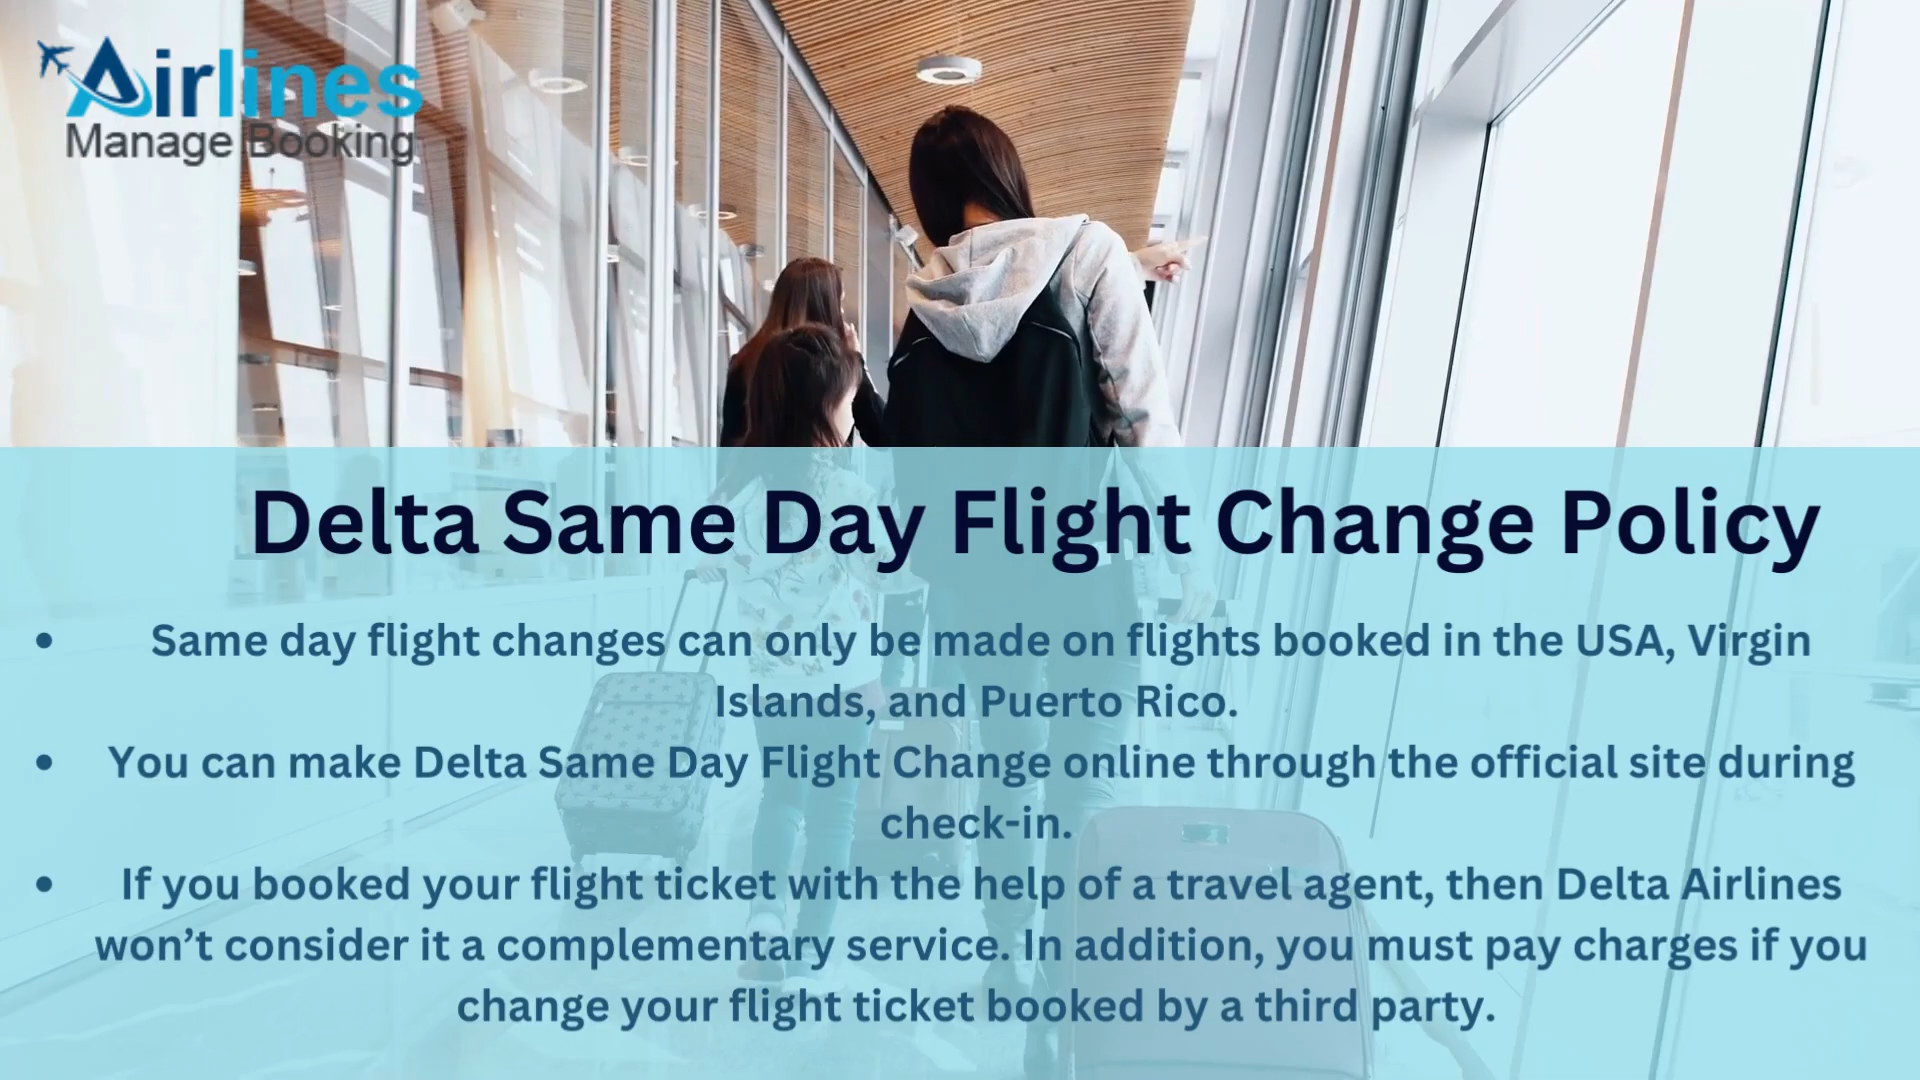 Airlines
Manage Booking
Delta Same Day Flight Change Policy
• Same day flight changes can only be made on flights booked in the USA, Virgin
Islands, and Puerto Rico.
• You can make Delta Same Day Flight Change online through the official site during
check-in.
• If you booked your flight ticket with the help of a travel agent, then Delta Airlines
won’t consider it a complementary service. In addition, you must pay charges if you
change your flight ticket booked by a third party.